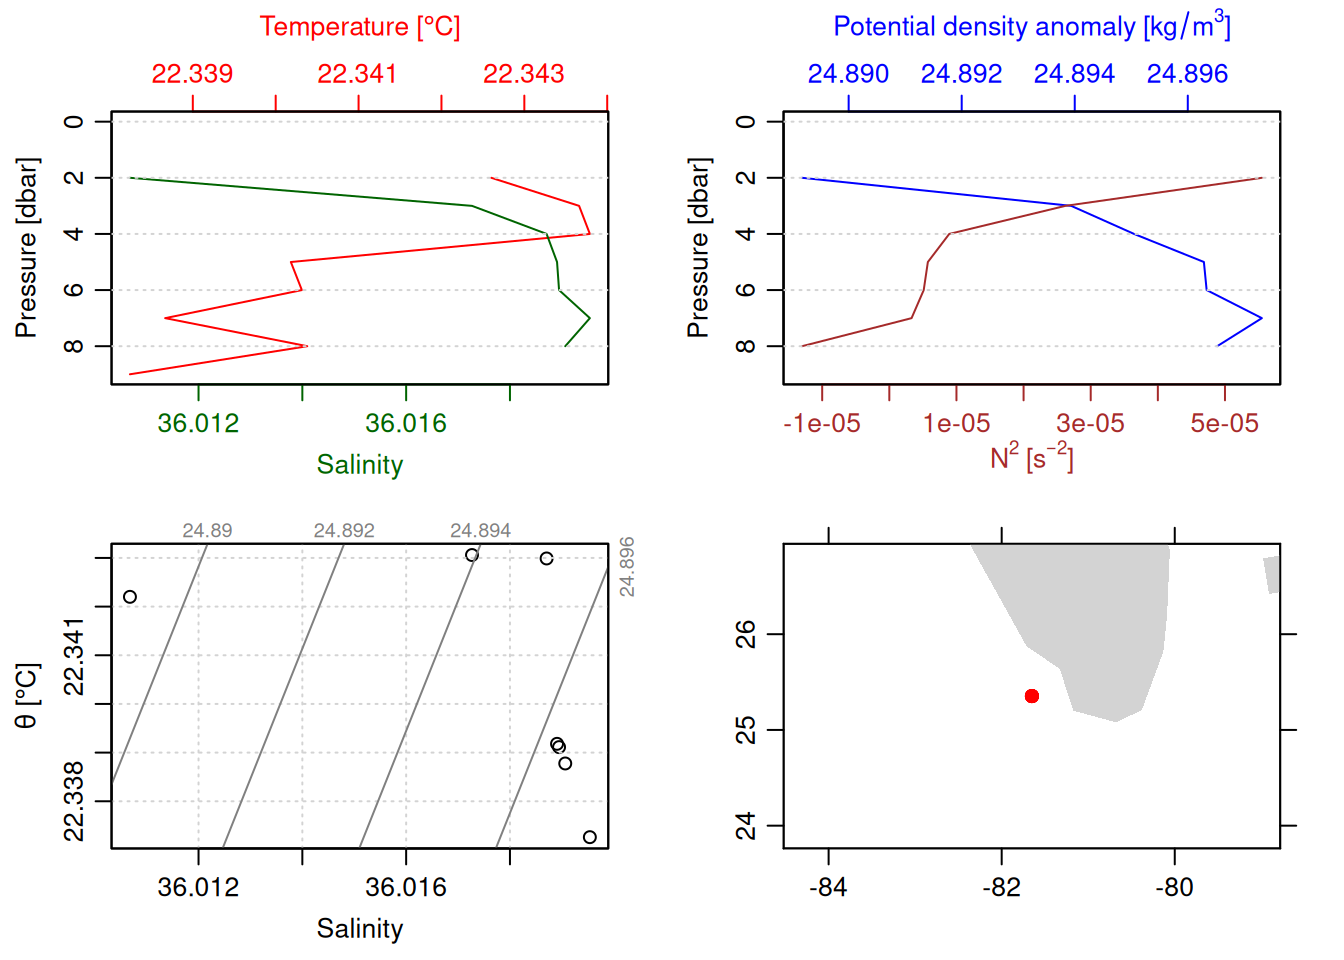 Temperature [°C]
22.339 22.341 22.343
Pressure [dbar]
0
2
4
6
8
36.012 36.016
Salinity
Potential density anomaly [kg/m³]
24.890 24.892 24.894 24.896
Pressure [dbar]
0
2
4
6
8
-1e-05 1e-05 3e-05 5e-05
N² [s⁻²]
24.89 24.892 24.894
24.896
θ [°C]
22.341
22.338
36.012 36.016
Salinity
26
25
24
-84 -82 -80